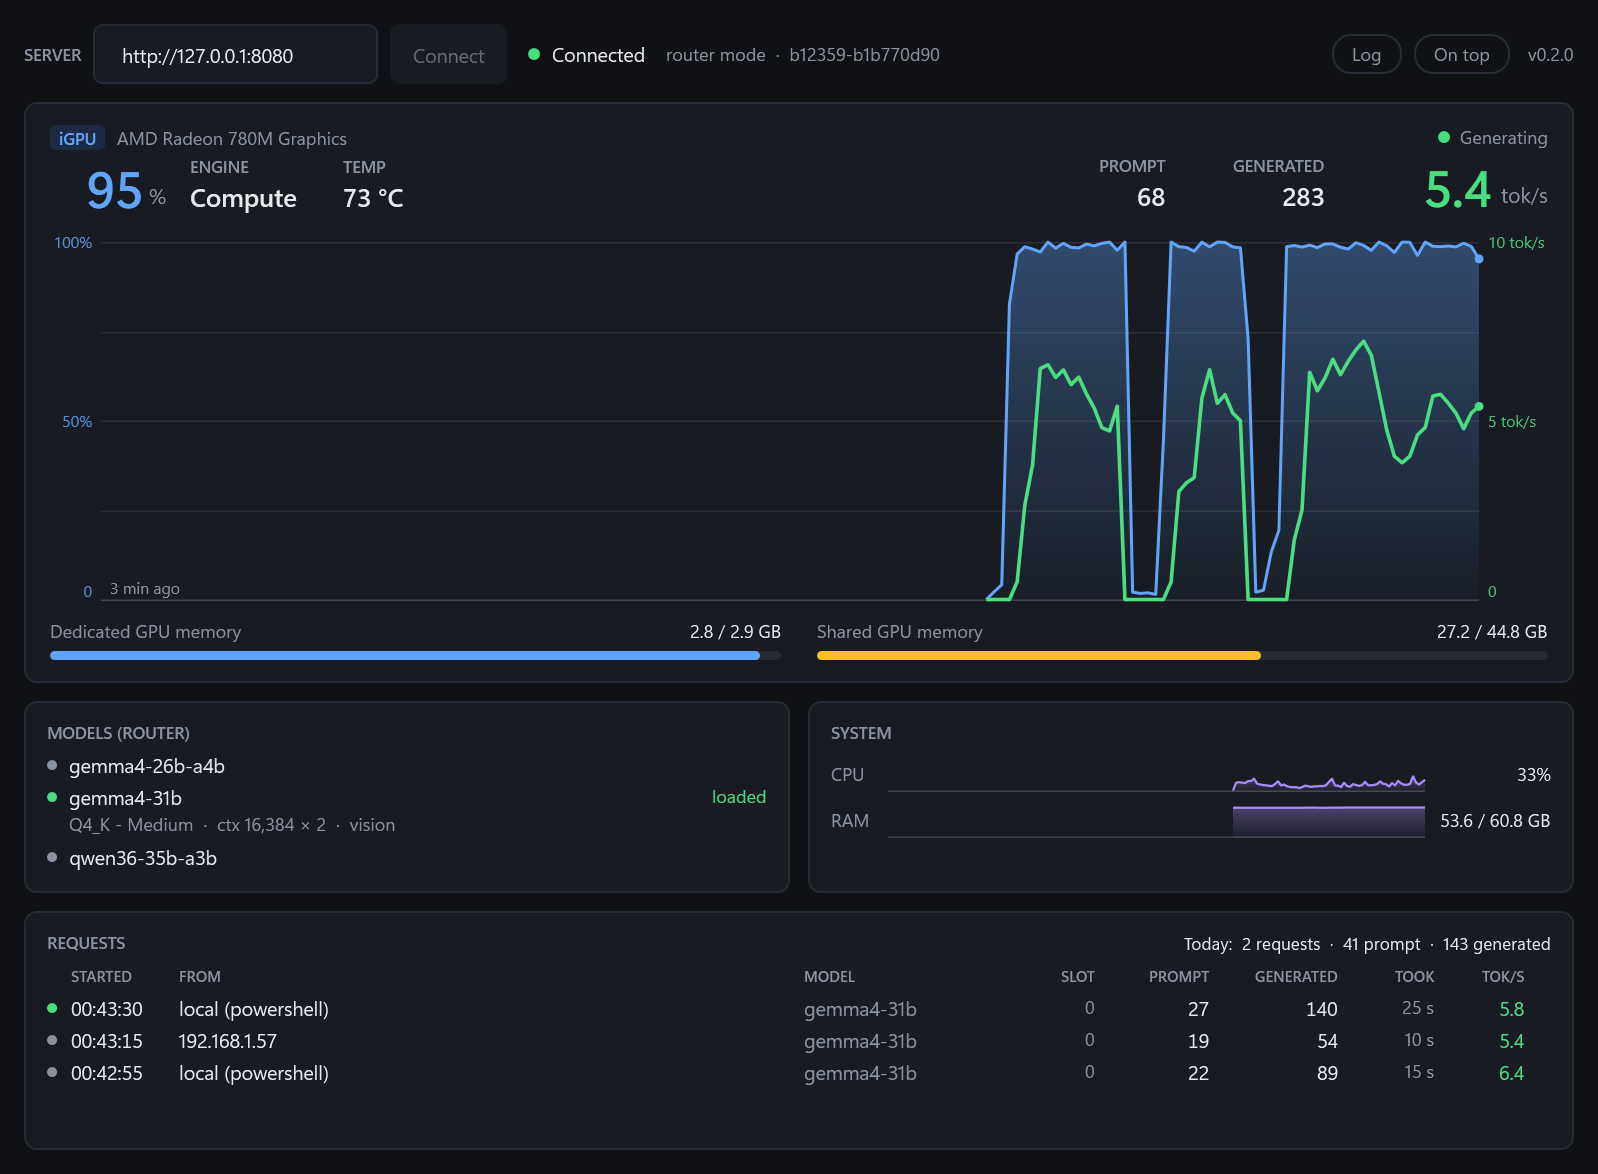 SERVER http://127.0.0.1:8080 Connect Connected router mode · b12359-b1b770d90 Log On top v0.2.0
iGPU AMD Radeon 780M Graphics Generating
ENGINE TEMP PROMPT GENERATED
95 % Compute 73 °C 68 283 5.4 tok/s
100% 10 tok/s
50% 5 tok/s
0 3 min ago 0
Dedicated GPU memory 2.8 / 2.9 GB Shared GPU memory 27.2 / 44.8 GB
MODELS (ROUTER)
gemma4-26b-a4b
gemma4-31b loaded
Q4_K - Medium · ctx 16,384 × 2 · vision
qwen36-35b-a3b
SYSTEM
CPU 33%
RAM 53.6 / 60.8 GB
REQUESTS Today: 2 requests · 41 prompt · 143 generated
STARTED FROM MODEL SLOT PROMPT GENERATED TOOK TOK/S
00:43:30 local (powershell) gemma4-31b 0 27 140 25 s 5.8
00:43:15 192.168.1.57 gemma4-31b 0 19 54 10 s 5.4
00:42:55 local (powershell) gemma4-31b 0 22 89 15 s 6.4